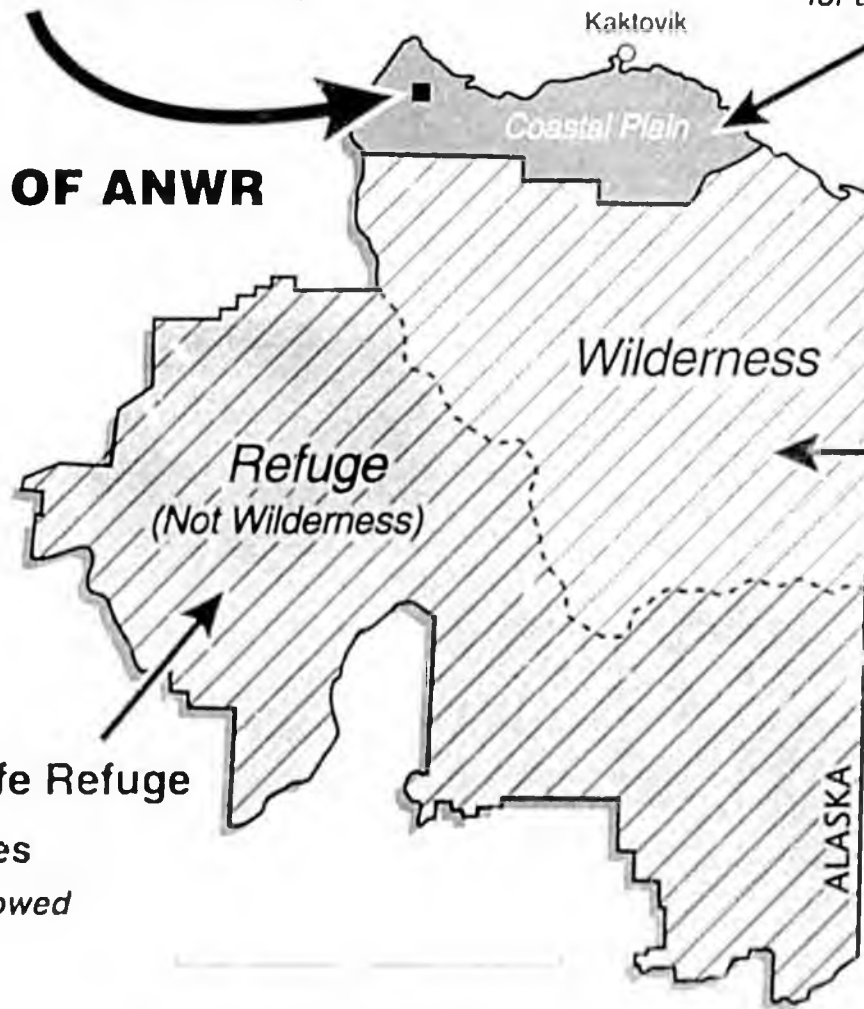 Kaktovik
Coastal Plain
OF ANWR
Wilderness
Refuge
(Not Wilderness)
fe Refuge
es
owed
ALASKA